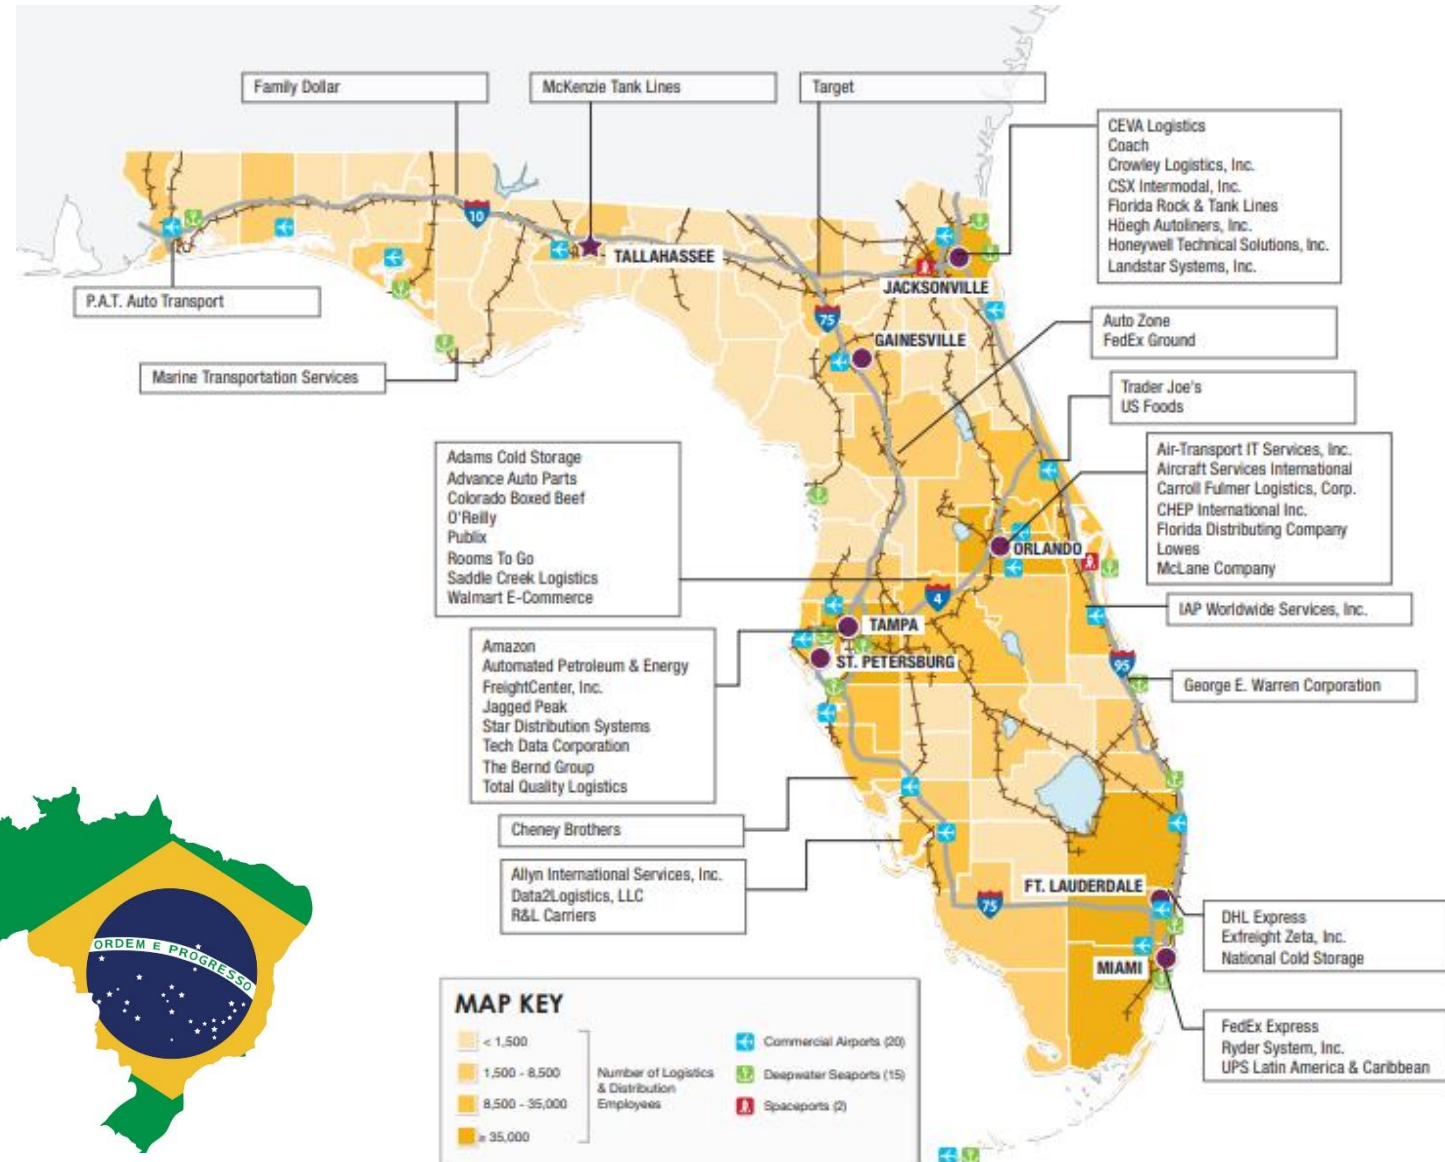 Family Dollar
McKenzie Tank Lines
Target
CEVA Logistics
Coach
Crowley Logistics, Inc.
CSX Intermodal, Inc.
Florida Rock & Tank Lines
Höegh Autoliners, Inc.
Honeywell Technical Solutions, Inc.
Landstar Systems, Inc.
10
TALLAHASSEE
JACKSONVILLE
P.A.T. Auto Transport
75
GAINESVILLE
Auto Zone
FedEx Ground
Marine Transportation Services
Trader Joe's
US Foods
Adams Cold Storage
Advance Auto Parts
Colorado Boxed Beef
O'Reilly
Publix
Rooms To Go
Saddle Creek Logistics
Walmart E-Commerce
Air-Transport IT Services, Inc.
Aircraft Services International
Carroll Fulmer Logistics, Corp.
CHEP International Inc.
Florida Distributing Company
Lowes
McLane Company
ORLANDO
4
IAP Worldwide Services, Inc.
TAMPA
ST. PETERSBURG
95
George E. Warren Corporation
Amazon
Automated Petroleum & Energy
FreightCenter, Inc.
Jagged Peak
Star Distribution Systems
Tech Data Corporation
The Bernd Group
Total Quality Logistics
Cheney Brothers
Allyn International Services, Inc.
Data2Logistics, LLC
R&L Carriers
FT. LAUDERDALE
75
DHL Express
Exfreight Zeta, Inc.
National Cold Storage
MIAMI
FedEx Express
Ryder System, Inc.
UPS Latin America & Caribbean
ORDEM E PROGRESSO
MAP KEY
< 1,500
1,500 - 8,500
8,500 - 35,000
≥ 35,000
Number of Logistics
& Distribution
Employees
Commercial Airports (20)
Deepwater Seaports (15)
Spaceports (2)